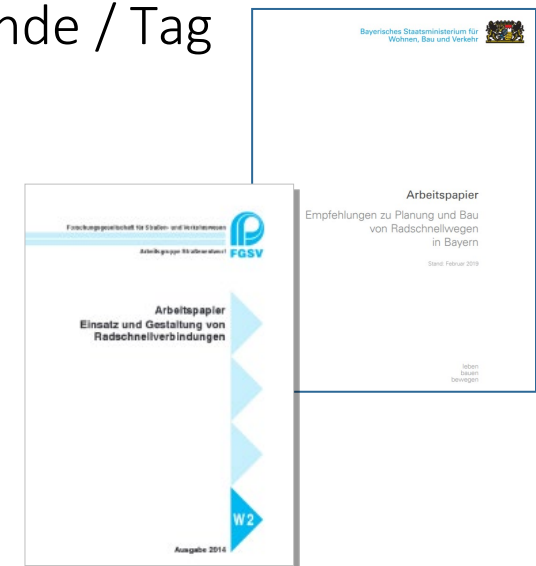 nde / Tag
Bayerisches Staatsministerium für
Wohnen, Bau und Verkehr
Arbeitspapier
Empfehlungen zu Planung und Bau
von Radschnellwegen
in Bayern
Stand: Februar 2019
leben
bauen
bewegen
Forschungsgesellschaft für Straßen- und Verkehrswesen
Arbeitsgruppe Straßenentwurf
FGSV
Arbeitspapier
Einsatz und Gestaltung von
Radschnellverbindungen
W2
Ausgabe 2014